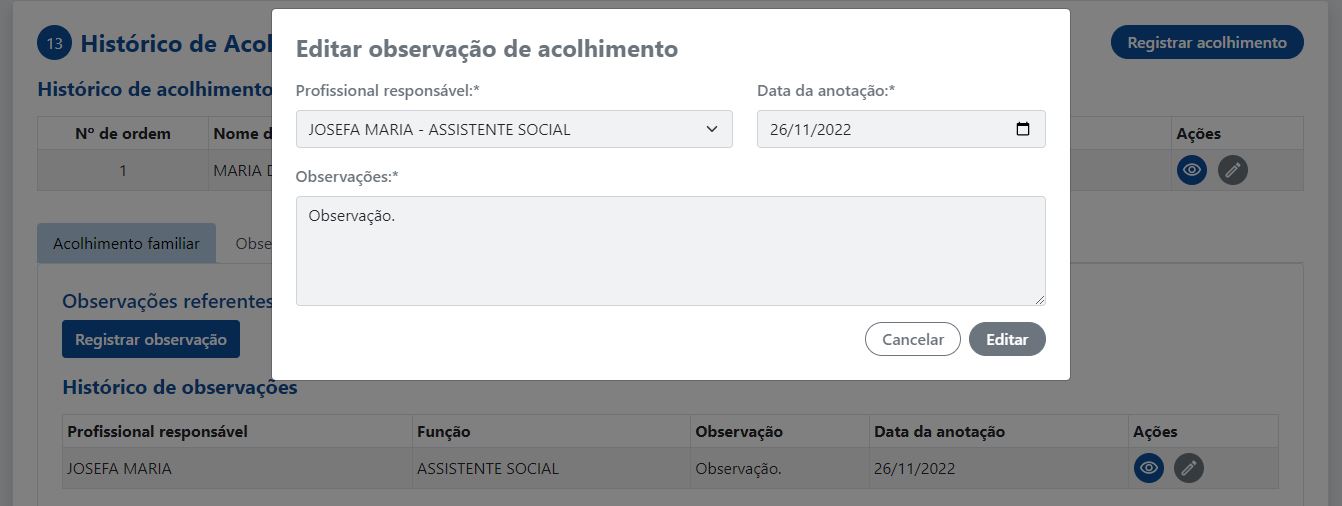 13 Histórico de Acol
Registrar acolhimento
Histórico de acolhimento
Nº de ordem Nome d Ações
1 MARIA D
Acolhimento familiar Obse
Observações referentes
Registrar observação
Histórico de observações
Profissional responsável Função Observação Data da anotação Ações
JOSEFA MARIA ASSISTENTE SOCIAL Observação. 26/11/2022
Editar observação de acolhimento
Profissional responsável:* Data da anotação:*
JOSEFA MARIA - ASSISTENTE SOCIAL 26/11/2022
Observações:*
Observação.
Cancelar Editar